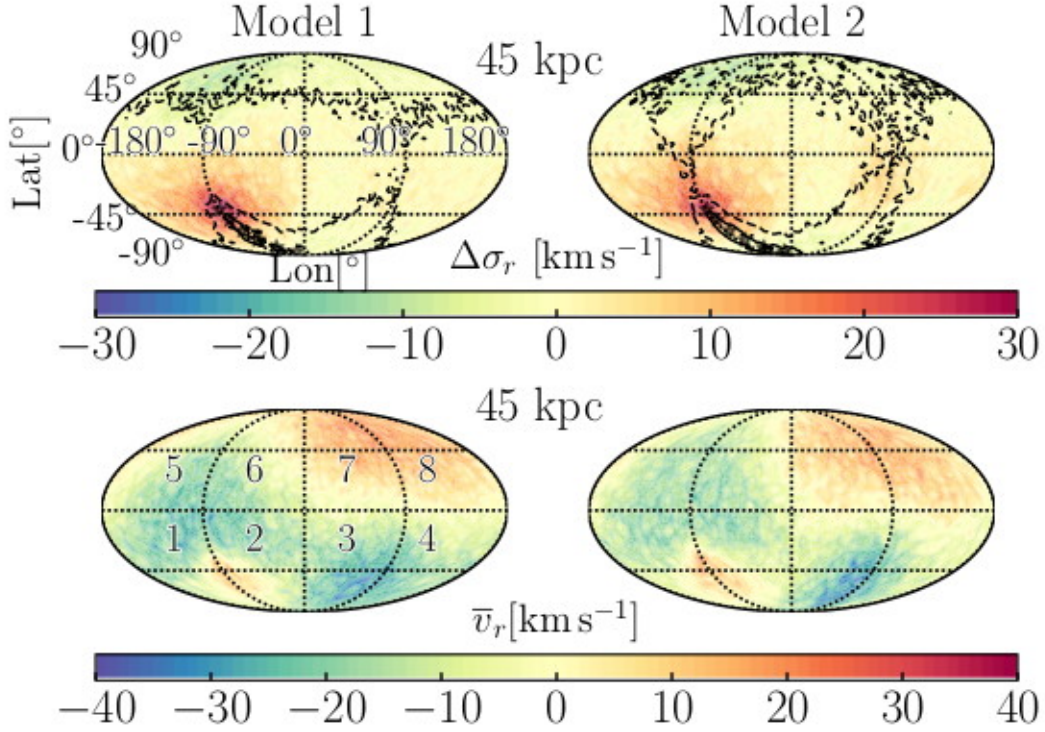 Model 1 Model 2
90° 45 kpc
45°
0° -180° -90° 0° 90° 180°
Lat[°]
-45°
-90°
Lon[°] Δσ_r [km s⁻¹]
−30 −20 −10 0 10 20 30
45 kpc
5 6 7 8
1 2 3 4
v̅_r[km s⁻¹]
−40 −30 −20 −10 0 10 20 30 40